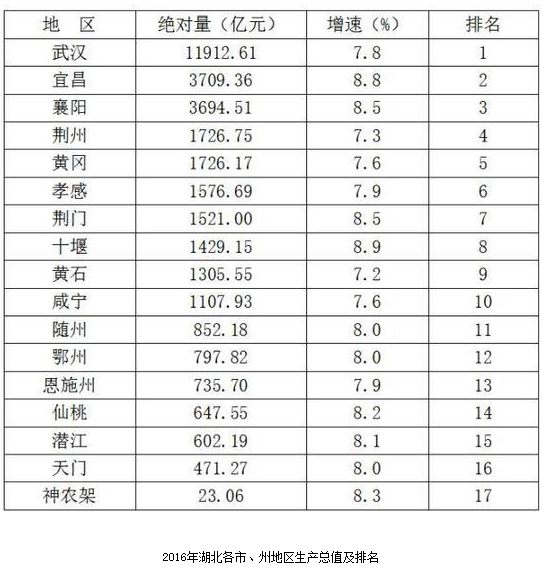 地 区 绝对量（亿元） 增速（%） 排名
武汉 11912.61 7.8 1
宜昌 3709.36 8.8 2
襄阳 3694.51 8.5 3
荆州 1726.75 7.3 4
黄冈 1726.17 7.6 5
孝感 1576.69 7.9 6
荆门 1521.00 8.5 7
十堰 1429.15 8.9 8
黄石 1305.55 7.2 9
咸宁 1107.93 7.6 10
随州 852.18 8.0 11
鄂州 797.82 8.0 12
恩施州 735.70 7.9 13
仙桃 647.55 8.2 14
潜江 602.19 8.1 15
天门 471.27 8.0 16
神农架 23.06 8.3 17
2016年湖北各市、州地区生产总值及排名